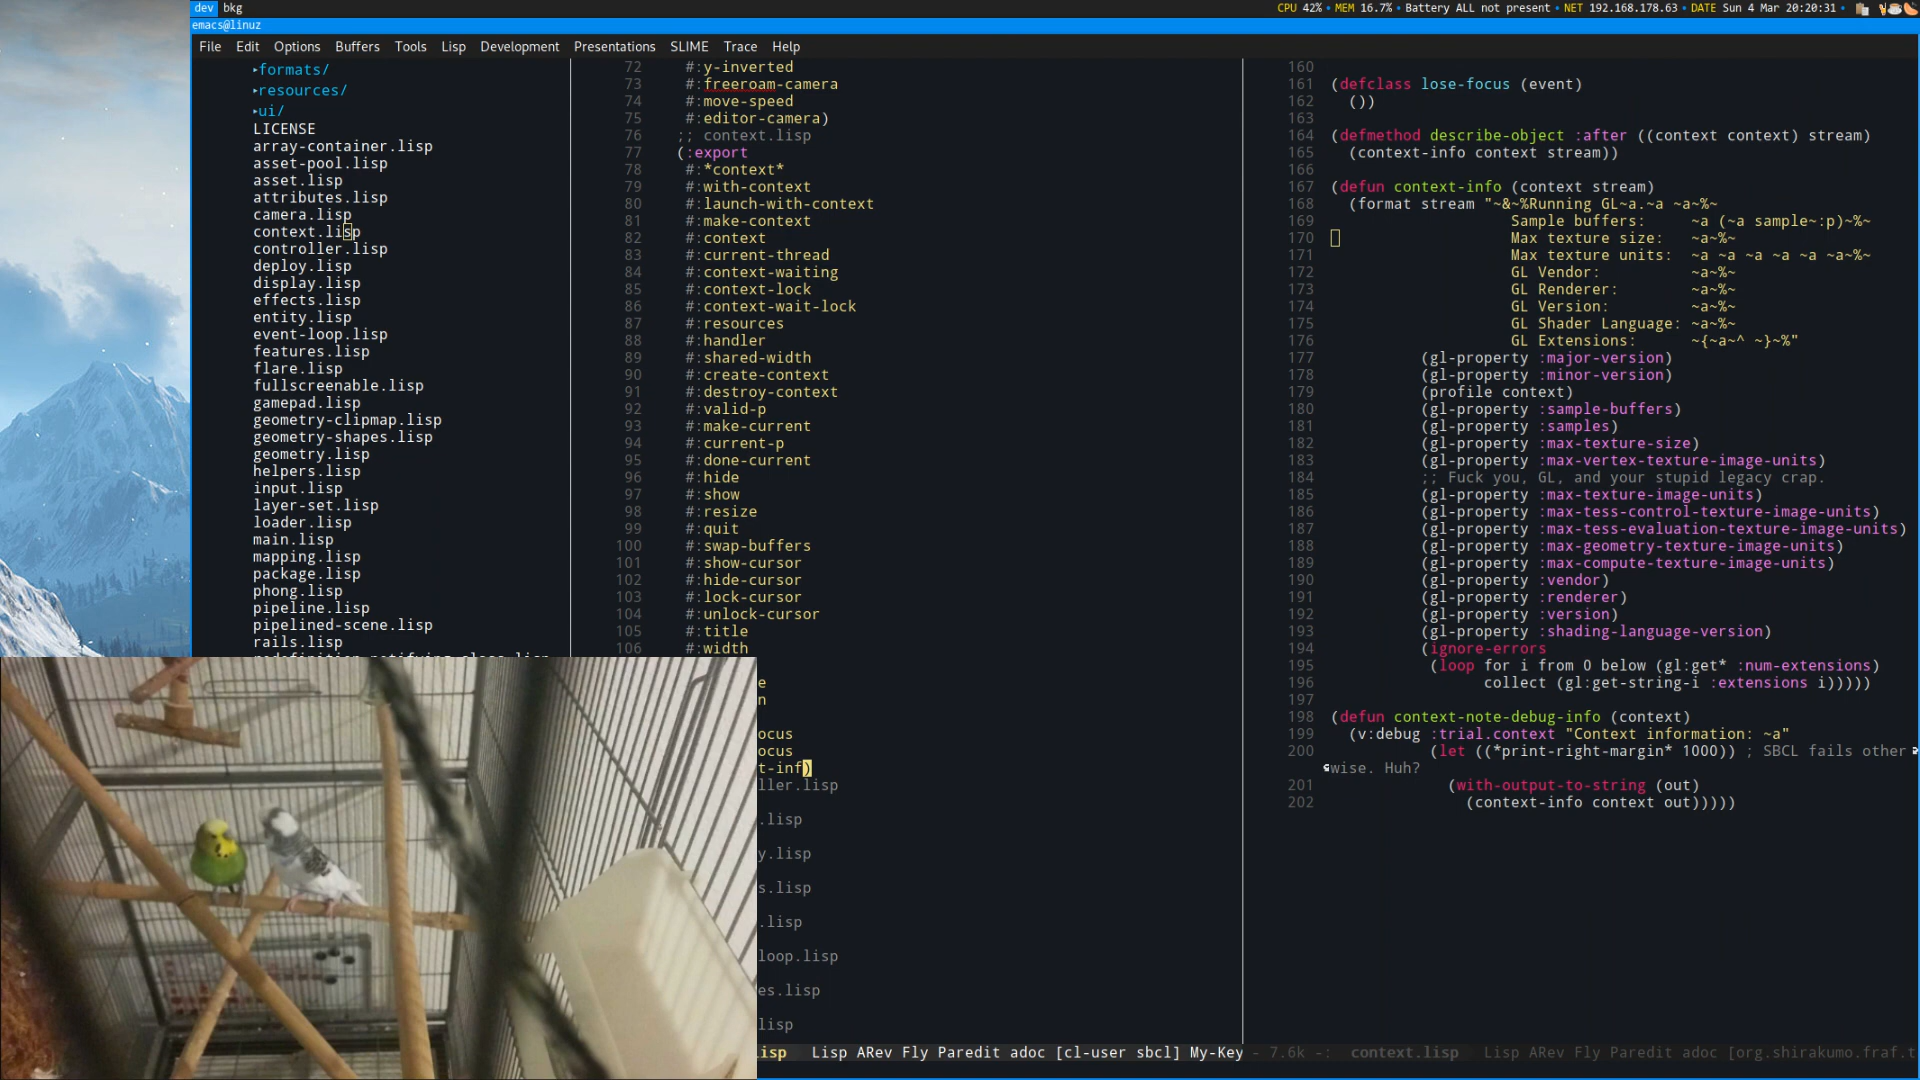 dev bkg
CPU 42% • MEM 16.7% • Battery ALL not present • NET 192.168.178.63 • DATE Sun 4 Mar 20:20:31 •
emacs@linuz
File Edit Options Buffers Tools Lisp Development Presentations SLIME Trace Help
▸formats/
▸resources/
▸ui/
LICENSE
array-container.lisp
asset-pool.lisp
asset.lisp
attributes.lisp
camera.lisp
context.lisp
controller.lisp
deploy.lisp
display.lisp
effects.lisp
entity.lisp
event-loop.lisp
features.lisp
flare.lisp
fullscreenable.lisp
gamepad.lisp
geometry-clipmap.lisp
geometry-shapes.lisp
geometry.lisp
helpers.lisp
input.lisp
layer-set.lisp
loader.lisp
main.lisp
mapping.lisp
package.lisp
phong.lisp
pipeline.lisp
pipelined-scene.lisp
rails.lisp
72 #:y-inverted
73 #:freeroam-camera
74 #:move-speed
75 #:editor-camera)
76 ;; context.lisp
77 (:export
78 #:*context*
79 #:with-context
80 #:launch-with-context
81 #:make-context
82 #:context
83 #:current-thread
84 #:context-waiting
85 #:context-lock
86 #:context-wait-lock
87 #:resources
88 #:handler
89 #:shared-width
90 #:create-context
91 #:destroy-context
92 #:valid-p
93 #:make-current
94 #:current-p
95 #:done-current
96 #:hide
97 #:show
98 #:resize
99 #:quit
100 #:swap-buffers
101 #:show-cursor
102 #:hide-cursor
103 #:lock-cursor
104 #:unlock-cursor
105 #:title
106 #:width
e
n
ocus
ocus
t-inf)
ller.lisp
.lisp
y.lisp
s.lisp
.lisp
loop.lisp
es.lisp
.lisp
isp Lisp ARev Fly Paredit adoc [cl-user sbcl] My-Key
160
161 (defclass lose-focus (event)
162 ())
163
164 (defmethod describe-object :after ((context context) stream)
165 (context-info context stream))
166
167 (defun context-info (context stream)
168 (format stream "~&~%Running GL~a.~a ~a~%~
169 Sample buffers: ~a (~a sample~:p)~%~
170 Max texture size: ~a~%~
171 Max texture units: ~a ~a ~a ~a ~a ~a~%~
172 GL Vendor: ~a~%~
173 GL Renderer: ~a~%~
174 GL Version: ~a~%~
175 GL Shader Language: ~a~%~
176 GL Extensions: ~{~a~^ ~}~%"
177 (gl-property :major-version)
178 (gl-property :minor-version)
179 (profile context)
180 (gl-property :sample-buffers)
181 (gl-property :samples)
182 (gl-property :max-texture-size)
183 (gl-property :max-vertex-texture-image-units)
184 ;; Fuck you, GL, and your stupid legacy crap.
185 (gl-property :max-texture-image-units)
186 (gl-property :max-tess-control-texture-image-units)
187 (gl-property :max-tess-evaluation-texture-image-units)
188 (gl-property :max-geometry-texture-image-units)
189 (gl-property :max-compute-texture-image-units)
190 (gl-property :vendor)
191 (gl-property :renderer)
192 (gl-property :version)
193 (gl-property :shading-language-version)
194 (ignore-errors
195 (loop for i from 0 below (gl:get* :num-extensions)
196 collect (gl:get-string-i :extensions i)))))
197
198 (defun context-note-debug-info (context)
199 (v:debug :trial.context "Context information: ~a"
200 (let ((*print-right-margin* 1000)) ; SBCL fails other
wise. Huh?
201 (with-output-to-string (out)
202 (context-info context out)))))
- 7.6k -: context.lisp Lisp ARev Fly Paredit adoc [org.shirakumo.fraf.t